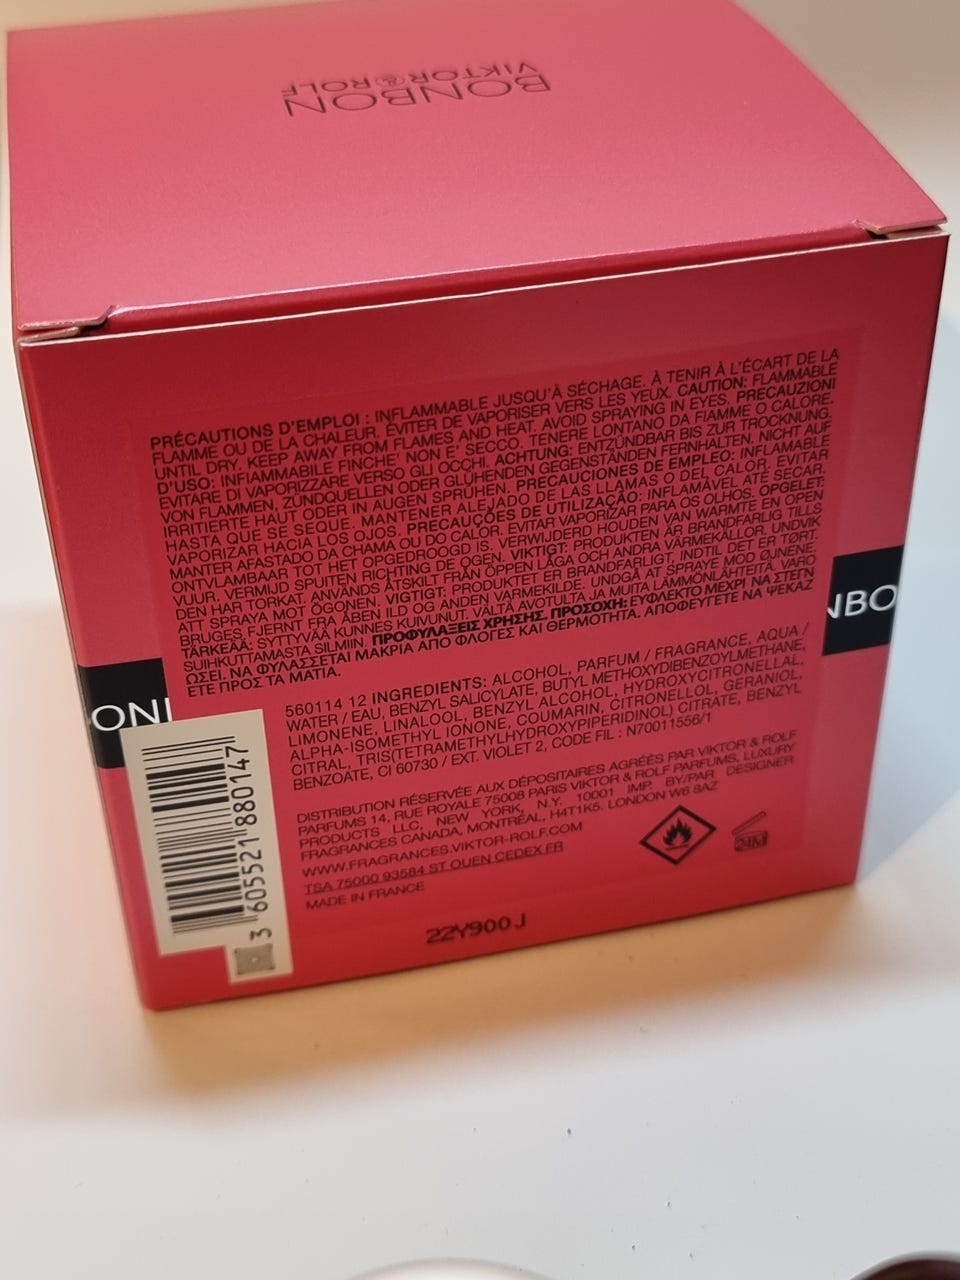 BONBON
VIKTOR&ROLF
PRÉCAUTIONS D'EMPLOI : INFLAMMABLE JUSQU'À SÉCHAGE. À TENIR À L'ÉCART DE LA
FLAMME OU DE LA CHALEUR, ÉVITER DE VAPORISER VERS LES YEUX. CAUTION: FLAMMABLE
UNTIL DRY. KEEP AWAY FROM FLAMES AND HEAT. AVOID SPRAYING IN EYES. PRECAUZIONI
D'USO: INFIAMMABILE FINCHE' NON E' SECCO. TENERE LONTANO DA FIAMME O CALORE.
EVITARE DI VAPORIZZARE VERSO GLI OCCHI. ACHTUNG: ENTZÜNDBAR BIS ZUR TROCKNUNG.
VON FLAMMEN, ZÜNDQUELLEN ODER GLÜHENDEN GEGENSTÄNDEN FERNHALTEN. NICHT AUF
IRRITIERTE HAUT ODER IN AUGEN SPRÜHEN. PRECAUCIONES DE EMPLEO: INFLAMABLE
HASTA QUE SE SEQUE. MANTENER ALEJADO DE LAS LLAMAS O DEL CALOR. EVITAR
VAPORIZAR HACIA LOS OJOS. PRECAUÇÕES DE UTILIZAÇÃO: INFLAMÁVEL ATÉ SECAR.
MANTER AFASTADO DA CHAMA OU DO CALOR. EVITAR VAPORIZAR PARA OS OLHOS. OPGELET:
ONTVLAMBAAR TOT HET OPGEDROOGD IS. VERWIJDERD HOUDEN VAN WARMTE EN OPEN
VUUR. VERMIJD SPUITEN RICHTING DE OGEN. VIKTIGT: PRODUKTEN ÄR BRANDFARLIG TILLS
DEN HAR TORKAT. ANVÄNDS ÅTSKILT FRÅN ÖPPEN LÅGA OCH ANDRA VÄRMEKÄLLOR. UNDVIK
ATT SPRAYA MOT ÖGONEN. VIGTIGT: PRODUKTET ER BRANDFARLIGT, INDTIL DET ER TØRT.
BRUGES FJERNT FRA ÅBEN ILD OG ANDEN VARMEKILDE. UNDGÅ AT SPRAYE MOD ØJNENE.
TÄRKEÄÄ: SYTTYVÄÄ KUNNES KUIVUNUT. VÄLTÄ AVOTULTA JA MUITA LÄMMÖNLÄHTEITÄ. VARO
SUIHKUTTAMASTA SILMIIN. ΠΡΟΦΥΛΑΞΕΙΣ ΧΡΗΣΗΣ. ΠΡΟΣΟΧΗ: ΕΥΦΛΕΚΤΟ ΜΕΧΡΙ ΝΑ ΣΤΕΓΝ
ΩΣΕΙ. ΝΑ ΦΥΛΑΣΣΕΤΑΙ ΜΑΚΡΙΑ ΑΠΟ ΦΛΟΓΕΣ ΚΑΙ ΘΕΡΜΟΤΗΤΑ. ΑΠΟΦΕΥΓΕΤΕ ΝΑ ΨΕΚΑΖ
ΕΤΕ ΠΡΟΣ ΤΑ ΜΑΤΙΑ.
NBO
BON
560114 12 INGREDIENTS: ALCOHOL, PARFUM / FRAGRANCE, AQUA /
WATER / EAU, BENZYL SALICYLATE, BUTYL METHOXYDIBENZOYLMETHANE,
LIMONENE, LINALOOL, BENZYL ALCOHOL, HYDROXYCITRONELLAL,
ALPHA-ISOMETHYL IONONE, COUMARIN, CITRONELLOL, GERANIOL,
CITRAL, TRIS(TETRAMETHYLHYDROXYPIPERIDINOL) CITRATE, BENZYL
BENZOATE, CI 60730 / EXT. VIOLET 2, CODE FIL : N70011556/1
DISTRIBUTION RÉSERVÉE AUX DÉPOSITAIRES AGRÉÉS PAR VIKTOR & ROLF
PARFUMS 14, RUE ROYALE 75008 PARIS VIKTOR & ROLF PARFUMS, LUXURY
PRODUCTS LLC, NEW YORK, N.Y. 10001 IMP. BY/PAR DESIGNER
FRAGRANCES CANADA, MONTRÉAL, H4T1K5. LONDON W6 8AZ
WWW.FRAGRANCES.VIKTOR-ROLF.COM
TSA 75000 93584 ST OUEN CEDEX FR
MADE IN FRANCE
24M
3 605521 880147
22Y900J